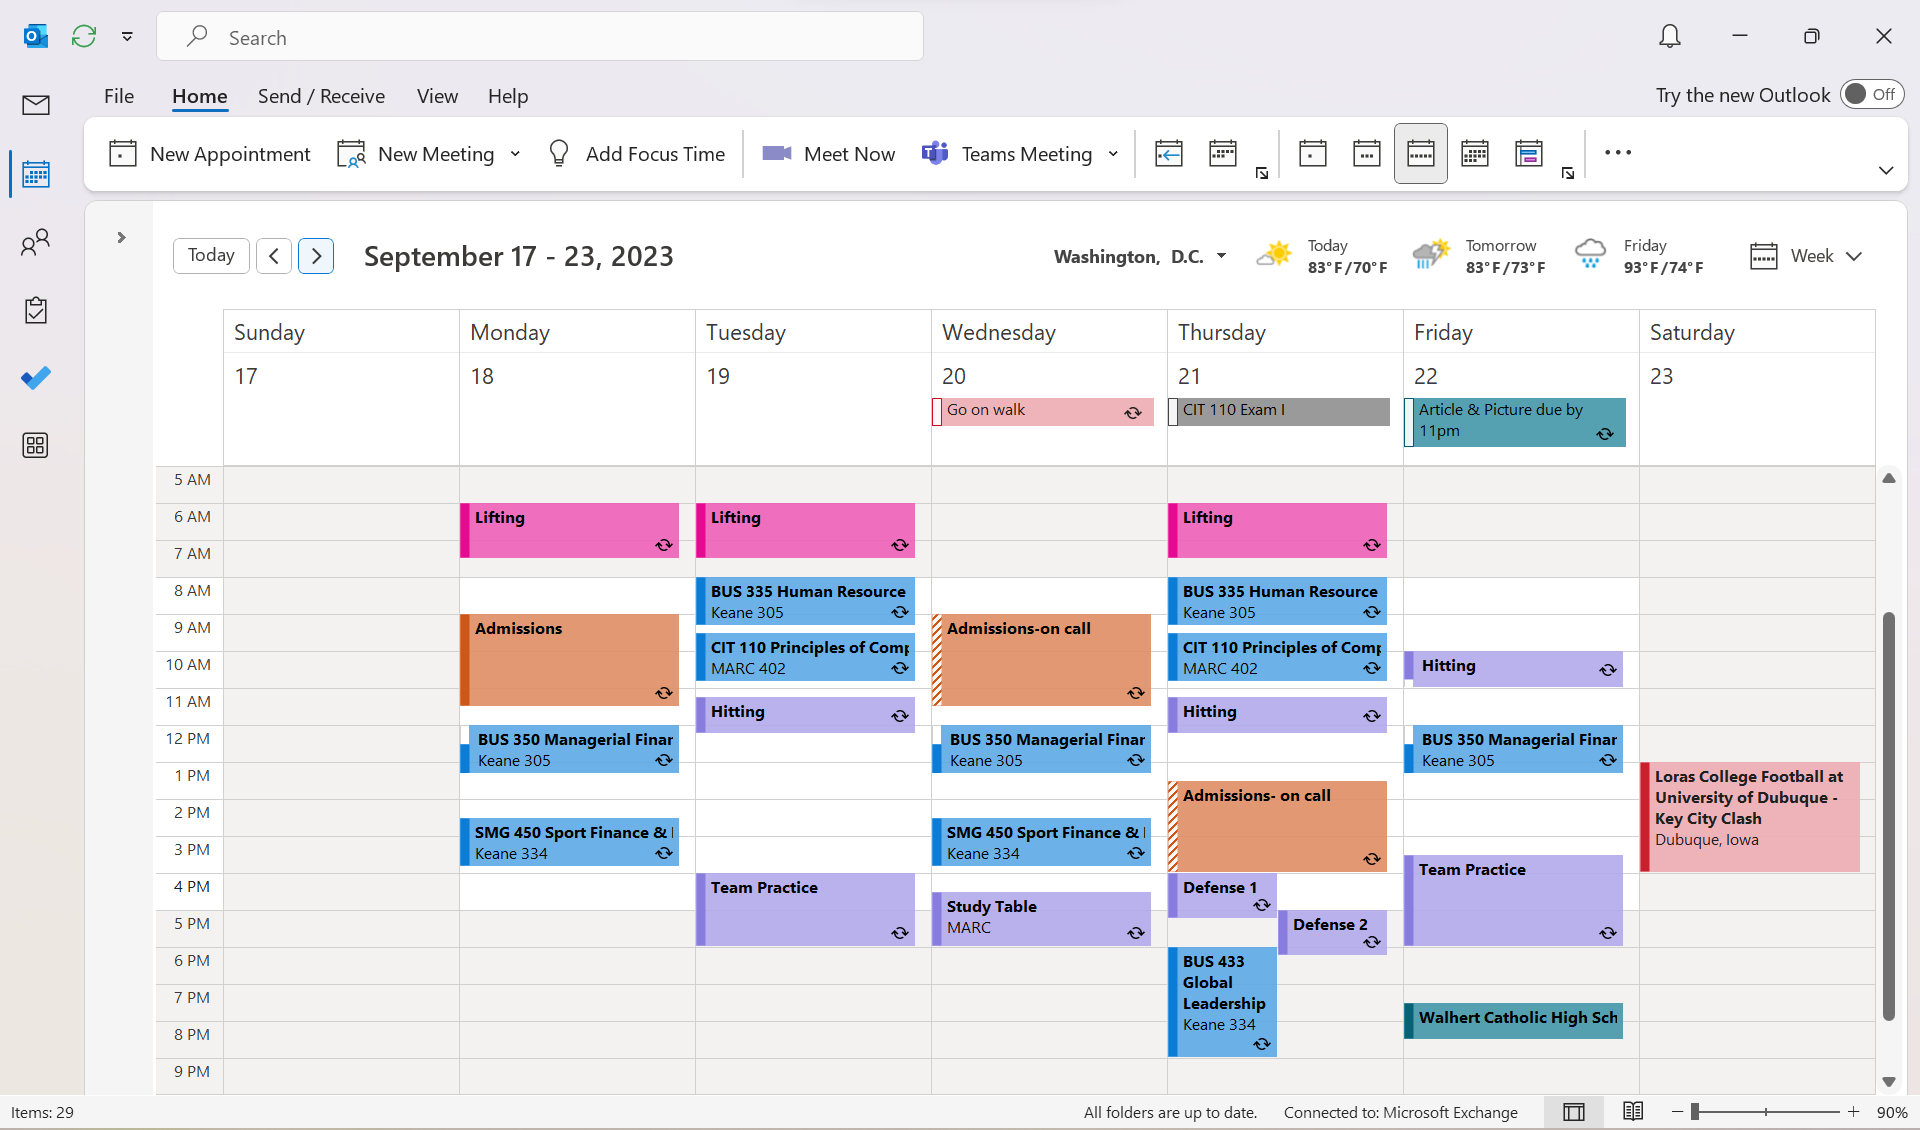 Search
File Home Send / Receive View Help
Try the new Outlook Off
New Appointment New Meeting Add Focus Time Meet Now Teams Meeting
Today September 17 - 23, 2023
Washington, D.C.
Today
83°F/70°F
Tomorrow
83°F/73°F
Friday
93°F/74°F
Week
Sunday Monday Tuesday Wednesday Thursday Friday Saturday
17 18 19 20 21 22 23
Go on walk
CIT 110 Exam I
Article & Picture due by
11pm
5 AM
6 AM
7 AM
8 AM
9 AM
10 AM
11 AM
12 PM
1 PM
2 PM
3 PM
4 PM
5 PM
6 PM
7 PM
8 PM
9 PM
Lifting
Admissions
BUS 350 Managerial Finar
Keane 305
SMG 450 Sport Finance &
Keane 334
Lifting
BUS 335 Human Resource
Keane 305
CIT 110 Principles of Comp
MARC 402
Hitting
Team Practice
Admissions-on call
BUS 350 Managerial Finar
Keane 305
SMG 450 Sport Finance &
Keane 334
Study Table
MARC
Lifting
BUS 335 Human Resource
Keane 305
CIT 110 Principles of Comp
MARC 402
Hitting
Admissions- on call
Defense 1
Defense 2
BUS 433
Global
Leadership
Keane 334
Hitting
BUS 350 Managerial Finar
Keane 305
Team Practice
Walhert Catholic High Sch
Loras College Football at
University of Dubuque -
Key City Clash
Dubuque, Iowa
Items: 29
All folders are up to date. Connected to: Microsoft Exchange 90%